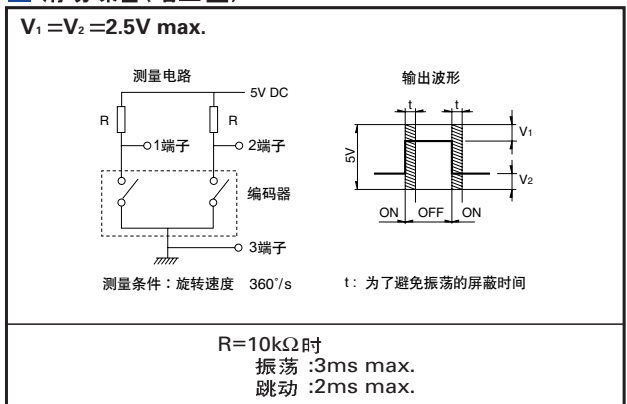 V₁=V₂=2.5V max.
测量电路
5V DC
R
R
1端子
2端子
编码器
3端子
测量条件：旋转速度 360˚/s
输出波形
t
t
5V
V₁
V₂
ON
OFF
ON
t：为了避免振荡的屏蔽时间
R=10kΩ时
振荡 :3ms max.
跳动 :2ms max.